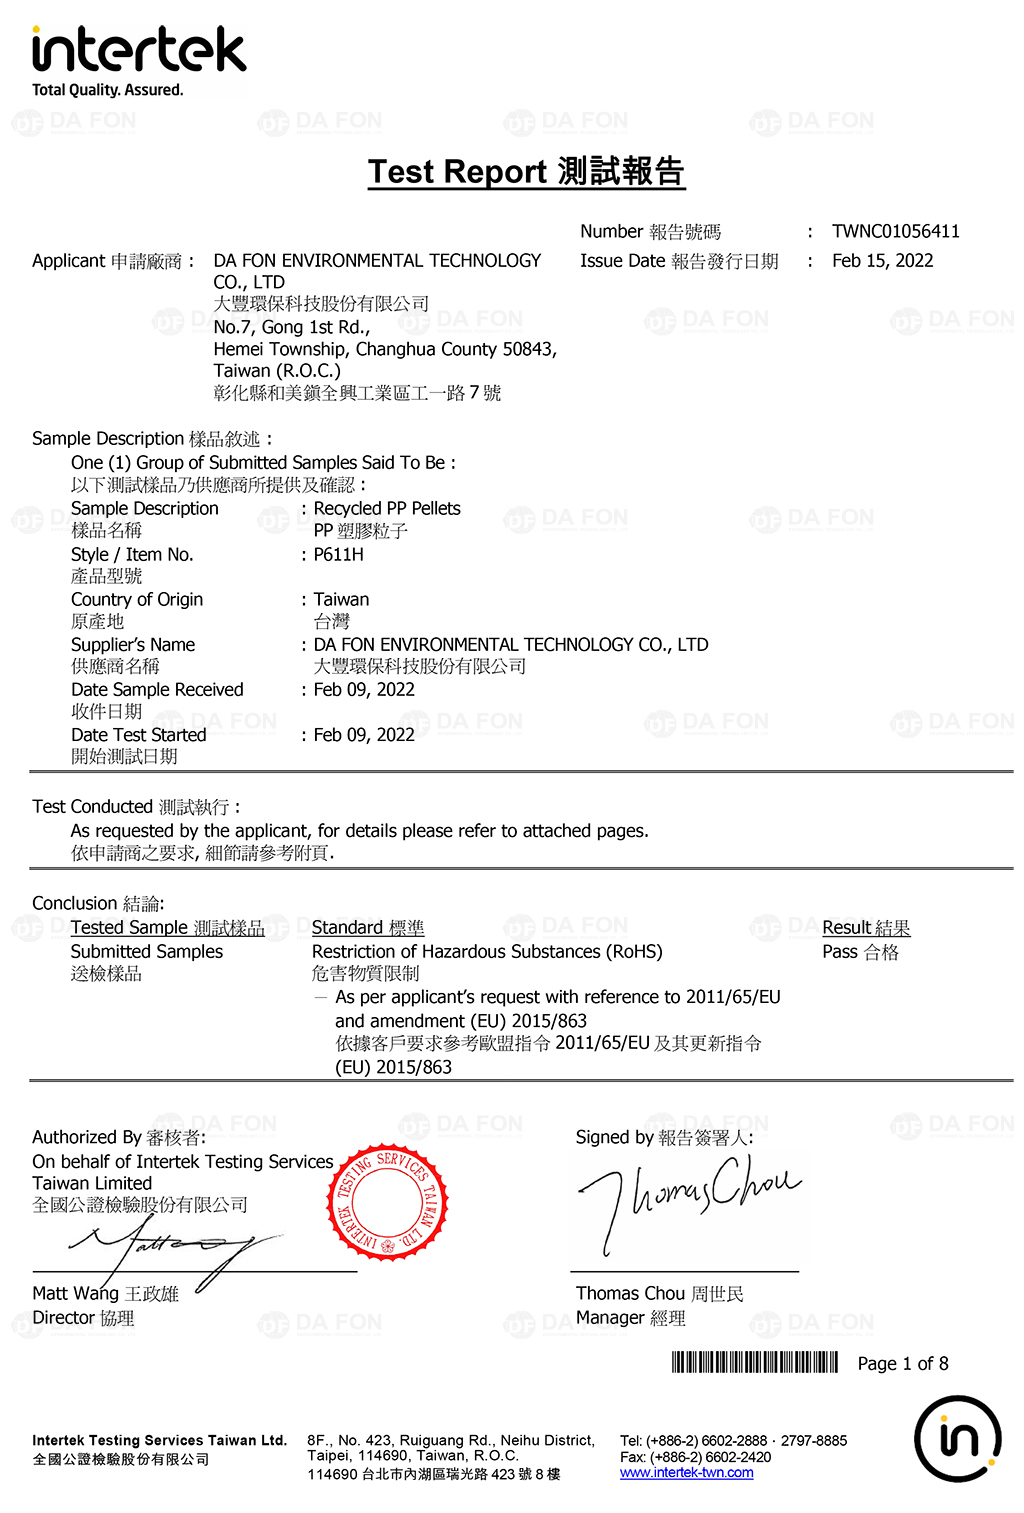 intertek
Total Quality. Assured.
Test Report 測試報告
Number 報告號碼 : TWNC01056411
Applicant 申請廠商 : DA FON ENVIRONMENTAL TECHNOLOGY Issue Date 報告發行日期 : Feb 15, 2022
CO., LTD
大豐環保科技股份有限公司
No.7, Gong 1st Rd.,
Hemei Township, Changhua County 50843,
Taiwan (R.O.C.)
彰化縣和美鎮全興工業區工一路 7 號
Sample Description 樣品敘述 :
One (1) Group of Submitted Samples Said To Be :
以下測試樣品乃供應商所提供及確認 :
Sample Description : Recycled PP Pellets
樣品名稱 PP 塑膠粒子
Style / Item No. : P611H
產品型號
Country of Origin : Taiwan
原產地 台灣
Supplier's Name : DA FON ENVIRONMENTAL TECHNOLOGY CO., LTD
供應商名稱 大豐環保科技股份有限公司
Date Sample Received : Feb 09, 2022
收件日期
Date Test Started : Feb 09, 2022
開始測試日期
Test Conducted 測試執行 :
As requested by the applicant, for details please refer to attached pages.
依申請商之要求, 細節請參考附頁.
Conclusion 結論:
Tested Sample 測試樣品 Standard 標準 Result 結果
Submitted Samples Restriction of Hazardous Substances (RoHS) Pass 合格
送檢樣品 危害物質限制
— As per applicant's request with reference to 2011/65/EU
and amendment (EU) 2015/863
依據客戶要求參考歐盟指令 2011/65/EU 及其更新指令
(EU) 2015/863
Authorized By 審核者: Signed by 報告簽署人:
On behalf of Intertek Testing Services
Taiwan Limited
全國公證檢驗股份有限公司
INTERTEK TESTING SERVICES TAIWAN LTD.
Thomas Chou
Matt Wang 王政雄 Thomas Chou 周世民
Director 協理 Manager 經理
Page 1 of 8
Intertek Testing Services Taiwan Ltd. 8F., No. 423, Ruiguang Rd., Neihu District, Tel: (+886-2) 6602-2888 · 2797-8885
全國公證檢驗股份有限公司 Taipei, 114690, Taiwan, R.O.C. Fax: (+886-2) 6602-2420
114690 台北市內湖區瑞光路 423 號 8 樓 www.intertek-twn.com
in
DA FON